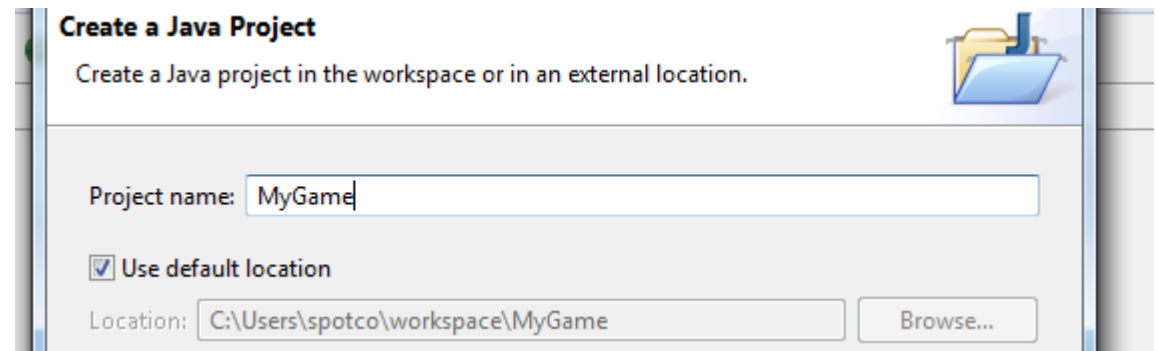 Create a Java Project
Create a Java project in the workspace or in an external location.
Project name: MyGame
Use default location
Location: C:\Users\spotco\workspace\MyGame Browse...